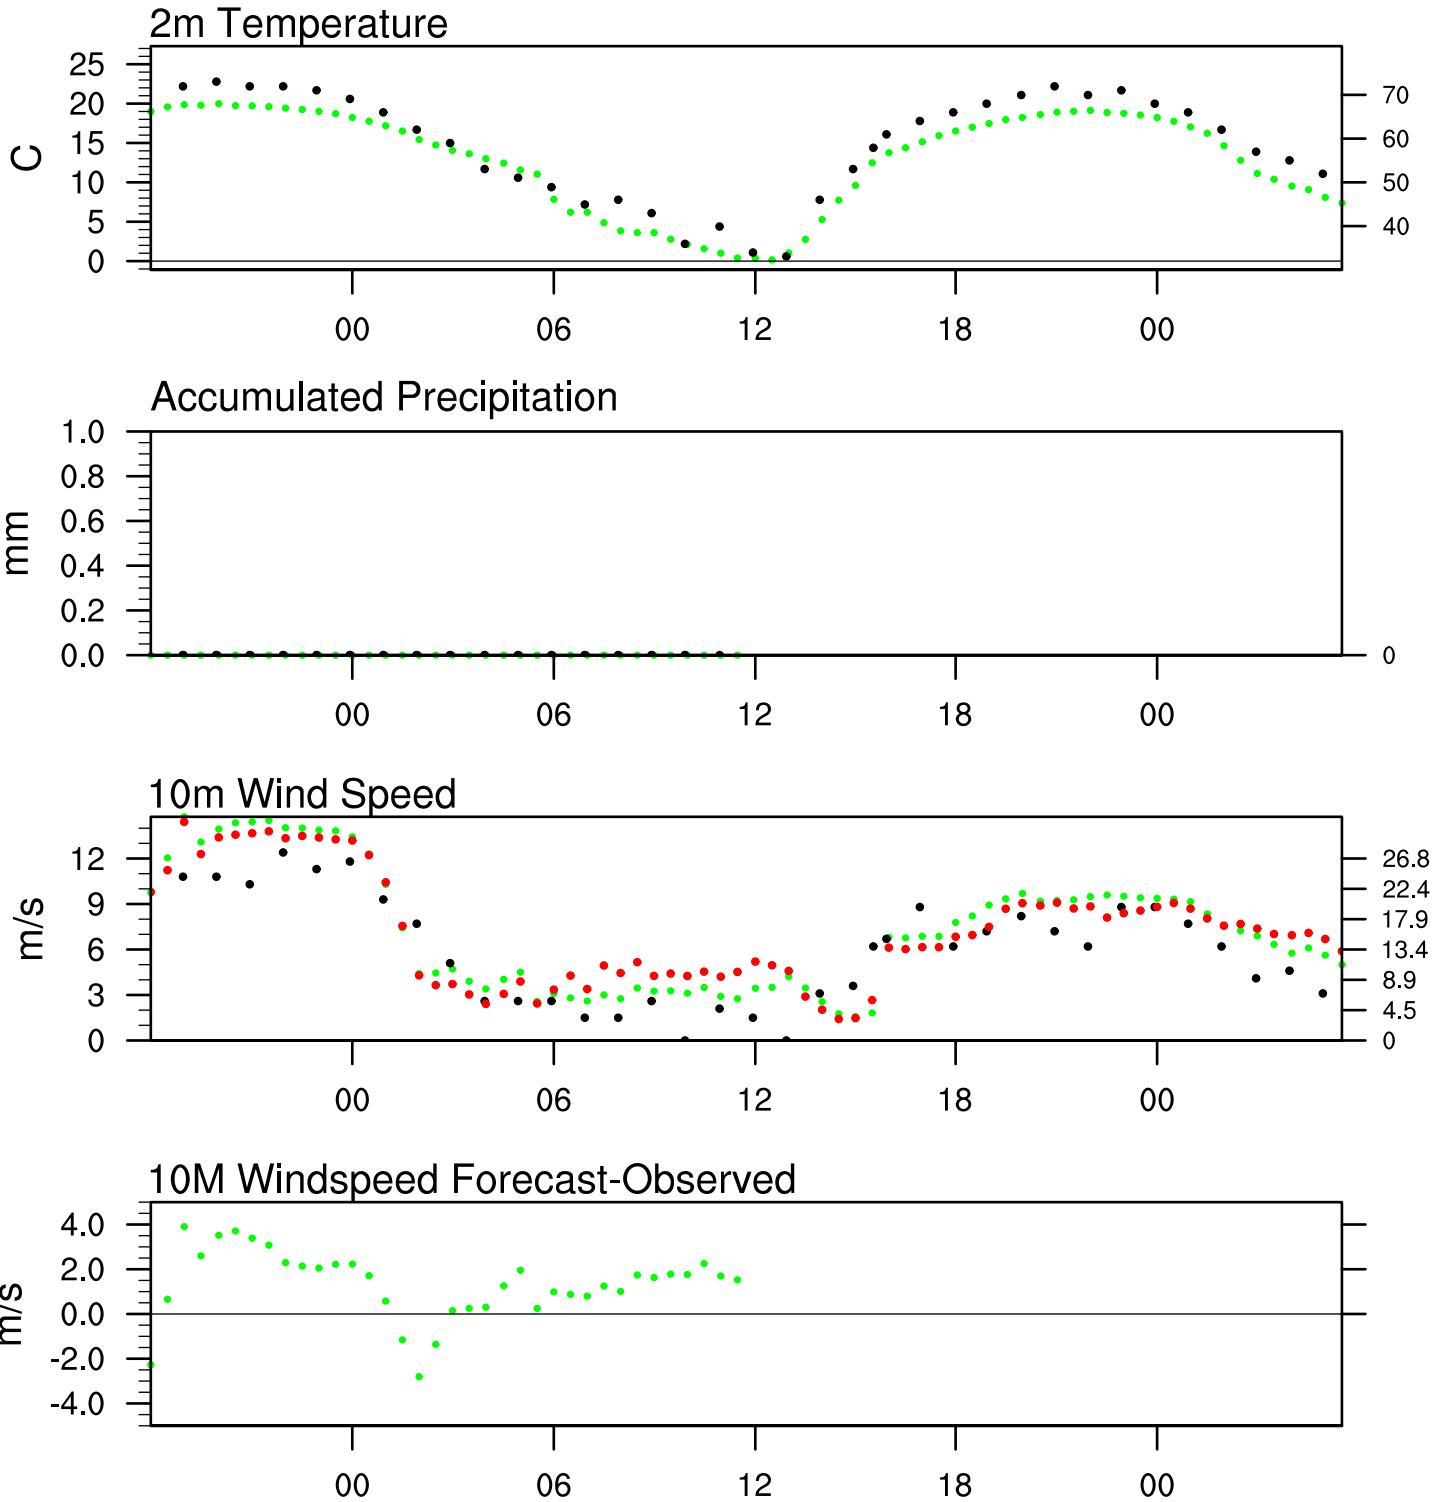 2m Temperature
25
20
15
10
5
0
C
70
60
50
40
00 06 12 18 00
Accumulated Precipitation
1.0
0.8
0.6
0.4
0.2
0.0
mm
0
00 06 12 18 00
10m Wind Speed
12
9
6
3
0
m/s
26.8
22.4
17.9
13.4
8.9
4.5
0
00 06 12 18 00
10M Windspeed Forecast-Observed
4.0
2.0
0.0
-2.0
-4.0
m/s
00 06 12 18 00